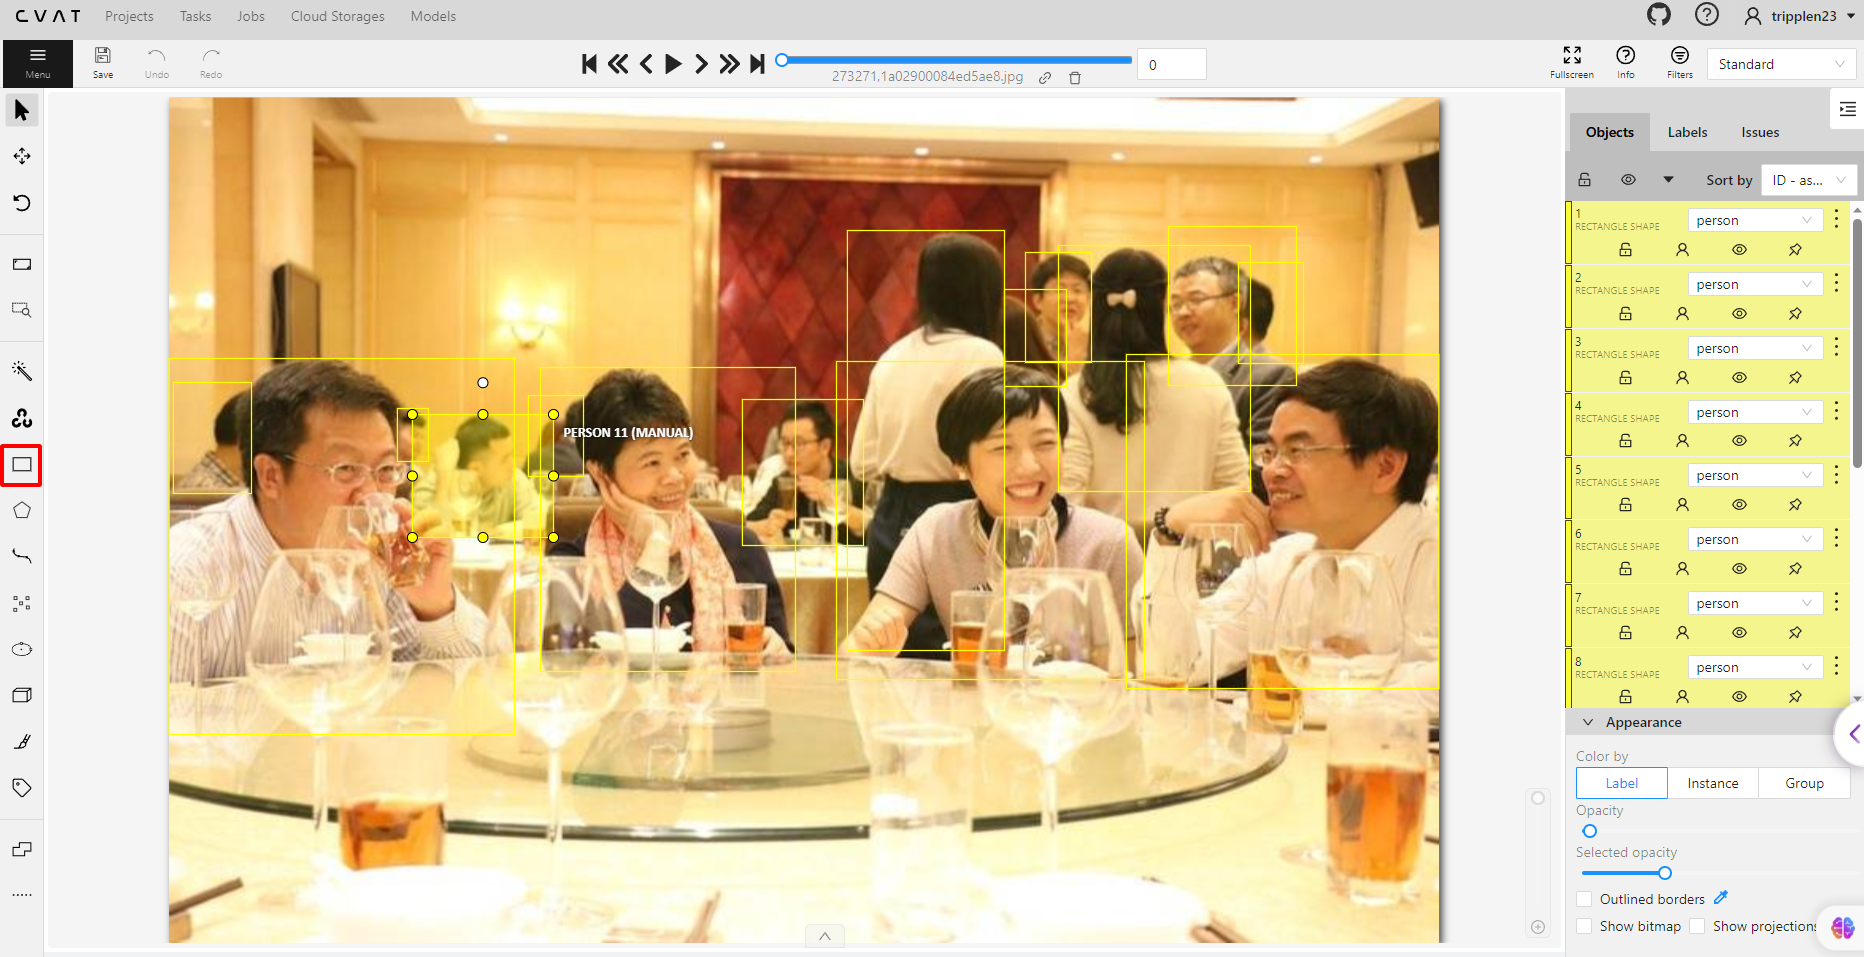 CVAT Projects Tasks Jobs Cloud Storages Models tripplen23
Menu Save Undo Redo 0 Fullscreen Info Filters Standard
273271,1a02900084ed5ae8.jpg
Objects Labels Issues
Sort by ID - as...
1 person
RECTANGLE SHAPE
2 person
RECTANGLE SHAPE
3 person
RECTANGLE SHAPE
4 person
RECTANGLE SHAPE
PERSON 11 (MANUAL)
5 person
RECTANGLE SHAPE
6 person
RECTANGLE SHAPE
7 person
RECTANGLE SHAPE
8 person
RECTANGLE SHAPE
Appearance
Color by
Label Instance Group
Opacity
Selected opacity
Outlined borders
Show bitmap Show projections